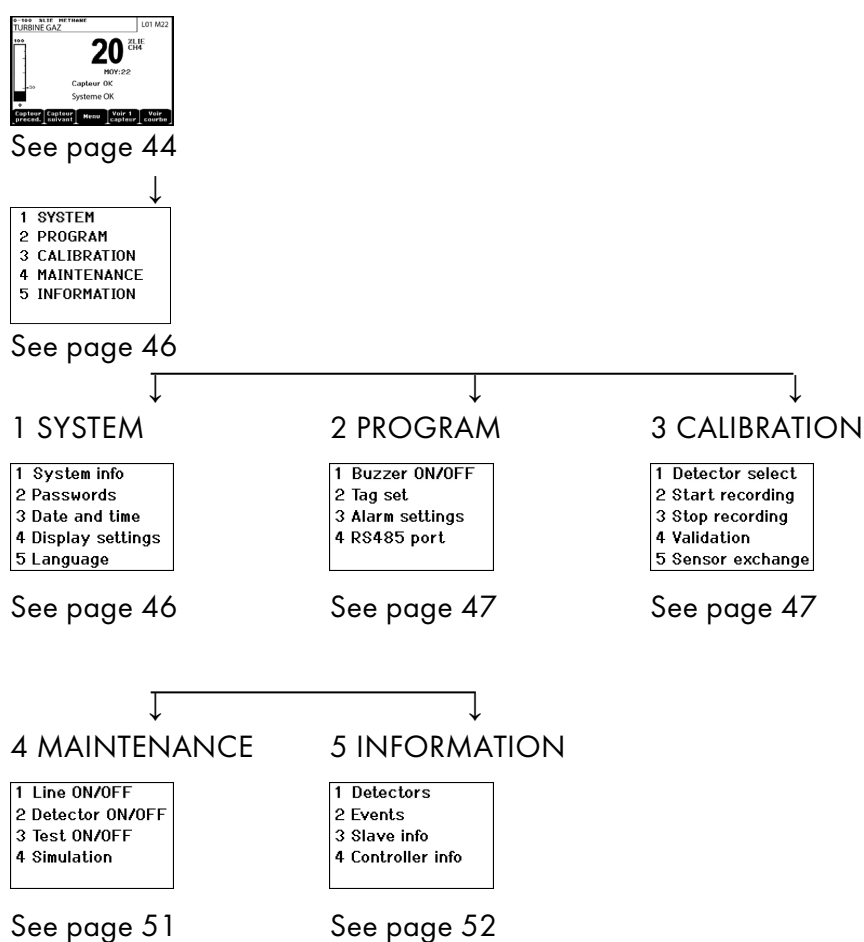 0-100 %LIE METHANE
TURBINE GAZ
L01 M22
100
20
%LIE
CH4
MOY:22
20
Capteur OK
Systeme OK
0
Capteur preced.
Capteur suivant
Menu
Voir 1 capteur
Voir courbe
See page 44
1 SYSTEM
2 PROGRAM
3 CALIBRATION
4 MAINTENANCE
5 INFORMATION
See page 46
1 SYSTEM
1 System info
2 Passwords
3 Date and time
4 Display settings
5 Language
See page 46
2 PROGRAM
1 Buzzer ON/OFF
2 Tag set
3 Alarm settings
4 RS485 port
See page 47
3 CALIBRATION
1 Detector select
2 Start recording
3 Stop recording
4 Validation
5 Sensor exchange
See page 47
4 MAINTENANCE
1 Line ON/OFF
2 Detector ON/OFF
3 Test ON/OFF
4 Simulation
See page 51
5 INFORMATION
1 Detectors
2 Events
3 Slave info
4 Controller info
See page 52